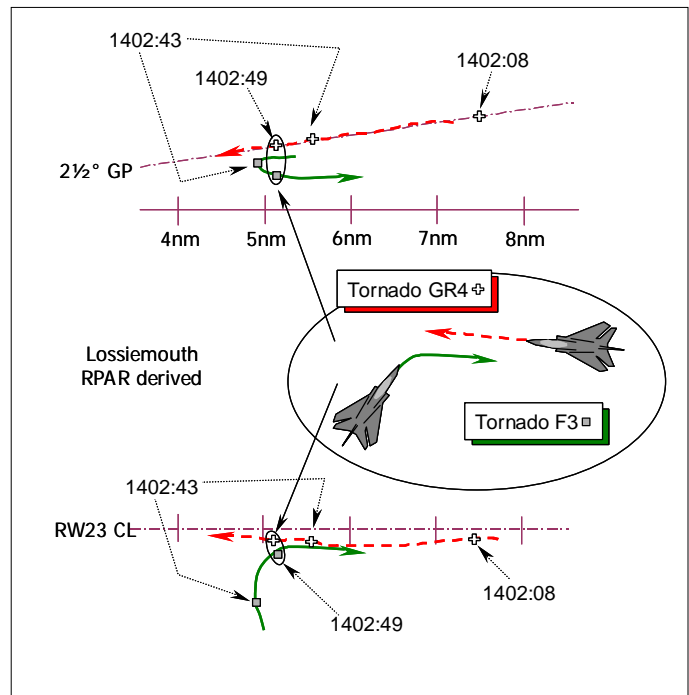 1402:43
1402:49
1402:08
2½° GP
4nm 5nm 6nm 7nm 8nm
Tornado GR4
Lossiemouth
RPAR derived
Tornado F3
1402:43
RW23 CL
1402:08
1402:49